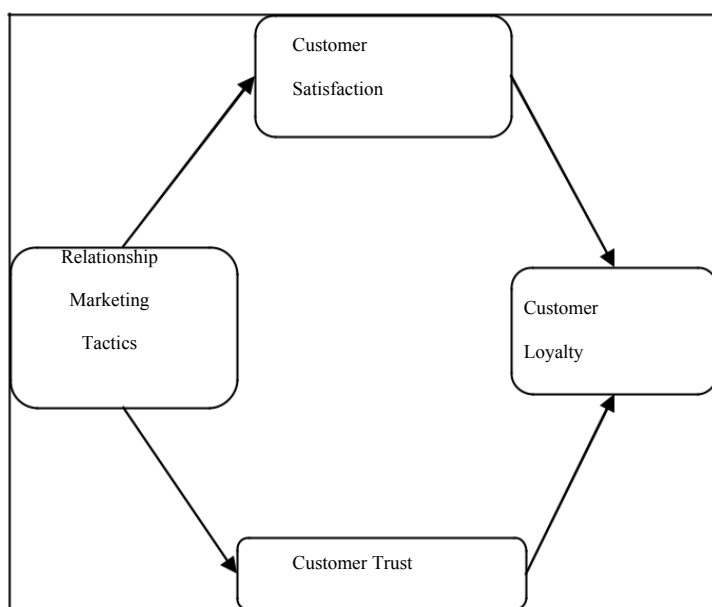 Customer
Satisfaction
Relationship
Marketing
Tactics
Customer
Loyalty
Customer Trust